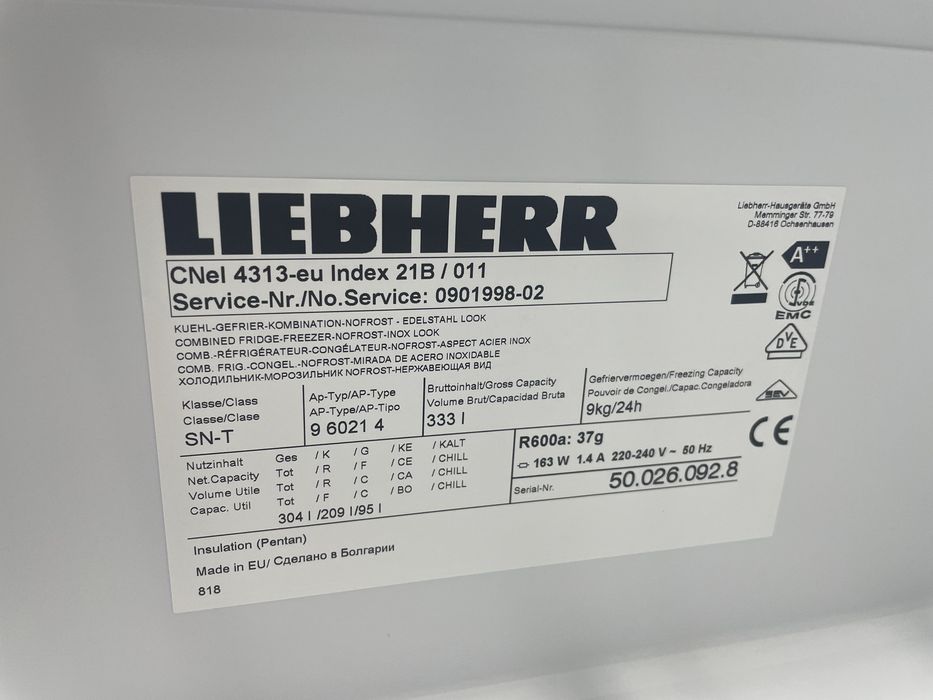 LIEBHERR
Liebherr-Hausgeräte GmbH
Memminger Str. 77-79
D-88416 Ochsenhausen
CNel 4313-eu Index 21B / 011
Service-Nr./No.Service: 0901998-02
A++
VDE
EMC
DVE
SEV
CE
KUEHL-GEFRIER-KOMBINATION-NOFROST - EDELSTAHL LOOK
COMBINED FRIDGE-FREEZER-NOFROST-INOX LOOK
COMB.-RÉFRIGÉRATEUR-CONGÉLATEUR-NOFROST-ASPECT ACIER INOX
COMB. FRIG.-CONGEL.-NOFROST-MIRADA DE ACERO INOXIDABLE
ХОЛОДИЛЬНИК-МОРОЗИЛЬНИК NOFROST-НЕРЖАВЕЮЩАЯ ВИД
Klasse/Class
Classe/Clase
SN-T
Ap-Typ/AP-Type
AP-Type/AP-Tipo
9 6021 4
Bruttoinhalt/Gross Capacity
Volume Brut/Capacidad Bruta
333 l
Gefriervermoegen/Freezing Capacity
Pouvoir de Congel./Capac.Congeladora
9kg/24h
Nutzinhalt Ges / K / G / KE / KALT
Net.Capacity Tot / R / F / CE / CHILL
Volume Utile Tot / R / C / CA / CHILL
Capac. Util Tot / F / C / BO / CHILL
304 l /209 l/95 l
R600a: 37g
163 W 1.4 A 220-240 V ~ 50 Hz
Serial-Nr. 50.026.092.8
Insulation (Pentan)
Made in EU/ Сделано в Болгарии
818